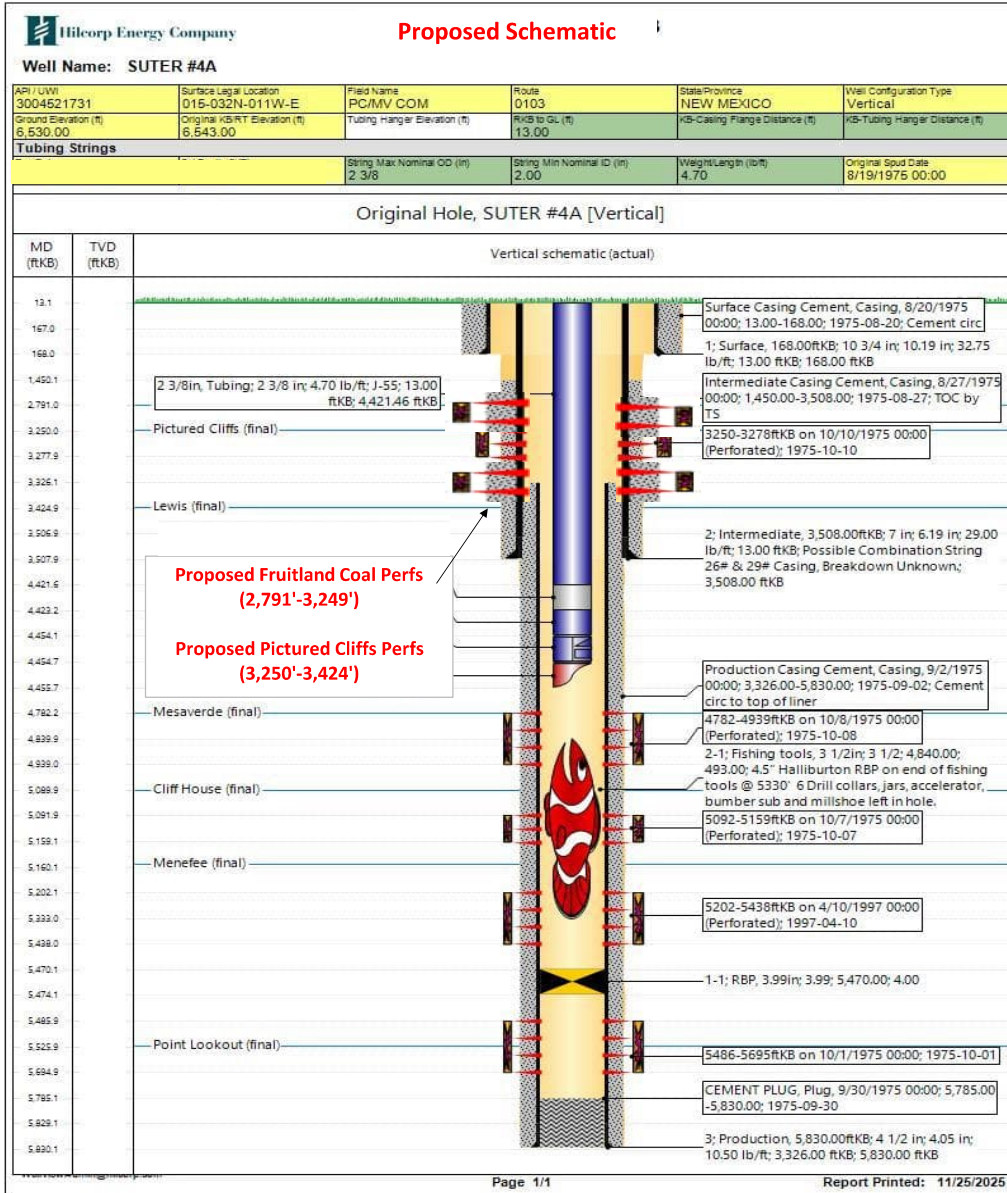 Hilcorp Energy Company
Proposed Schematic
Well Name: SUTER #4A
API / UWI
3004521731
Surface Legal Location
015-032N-011W-E
Field Name
PC/MV COM
Route
0103
State/Province
NEW MEXICO
Well Configuration Type
Vertical
Ground Elevation (ft)
6,530.00
Original KB/RT Elevation (ft)
6,543.00
Tubing Hanger Elevation (ft)
RKB to GL (ft)
13.00
KB-Casing Flange Distance (ft)
KB-Tubing Hanger Distance (ft)
Tubing Strings
String Max Nominal OD (in)
2 3/8
String Min Nominal ID (in)
2.00
Weight/Length (lb/ft)
4.70
Original Spud Date
8/19/1975 00:00
Original Hole, SUTER #4A [Vertical]
MD
(ftKB)
TVD
(ftKB)
Vertical schematic (actual)
13.1
167.0
168.0
1,450.1
2,791.0
3,250.0
3,277.9
3,326.1
3,424.9
3,506.9
3,507.9
4,421.6
4,423.2
4,454.1
4,454.7
4,455.7
4,782.2
4,839.9
4,939.0
5,089.9
5,091.9
5,159.1
5,160.1
5,202.1
5,333.0
5,438.0
5,470.1
5,474.1
5,485.9
5,525.9
5,694.9
5,785.1
5,829.1
5,830.1
2 3/8in, Tubing; 2 3/8 in; 4.70 lb/ft; J-55; 13.00
ftKB; 4,421.46 ftKB
Pictured Cliffs (final)
Lewis (final)
Proposed Fruitland Coal Perfs
(2,791'-3,249')
Proposed Pictured Cliffs Perfs
(3,250'-3,424')
Mesaverde (final)
Cliff House (final)
Menefee (final)
Point Lookout (final)
Surface Casing Cement, Casing, 8/20/1975
00:00; 13.00-168.00; 1975-08-20; Cement circ
1; Surface, 168.00ftKB; 10 3/4 in; 10.19 in; 32.75
lb/ft; 13.00 ftKB; 168.00 ftKB
Intermediate Casing Cement, Casing, 8/27/1975
00:00; 1,450.00-3,508.00; 1975-08-27; TOC by
TS
3250-3278ftKB on 10/10/1975 00:00
(Perforated); 1975-10-10
2; Intermediate, 3,508.00ftKB; 7 in; 6.19 in; 29.00
lb/ft; 13.00 ftKB; Possible Combination String
26# & 29# Casing, Breakdown Unknown.;
3,508.00 ftKB
Production Casing Cement, Casing, 9/2/1975
00:00; 3,326.00-5,830.00; 1975-09-02; Cement
circ to top of liner
4782-4939ftKB on 10/8/1975 00:00
(Perforated); 1975-10-08
2-1; Fishing tools, 3 1/2in; 3 1/2; 4,840.00;
493.00; 4.5" Halliburton RBP on end of fishing
tools @ 5330' 6 Drill collars, jars, accelerator,
bumber sub and millshoe left in hole.
5092-5159ftKB on 10/7/1975 00:00
(Perforated); 1975-10-07
5202-5438ftKB on 4/10/1997 00:00
(Perforated); 1997-04-10
1-1; RBP, 3.99in; 3.99; 5,470.00; 4.00
5486-5695ftKB on 10/1/1975 00:00; 1975-10-01
CEMENT PLUG, Plug, 9/30/1975 00:00; 5,785.00
-5,830.00; 1975-09-30
3; Production, 5,830.00ftKB; 4 1/2 in; 4.05 in;
10.50 lb/ft; 3,326.00 ftKB; 5,830.00 ftKB
Page 1/1
Report Printed: 11/25/2025